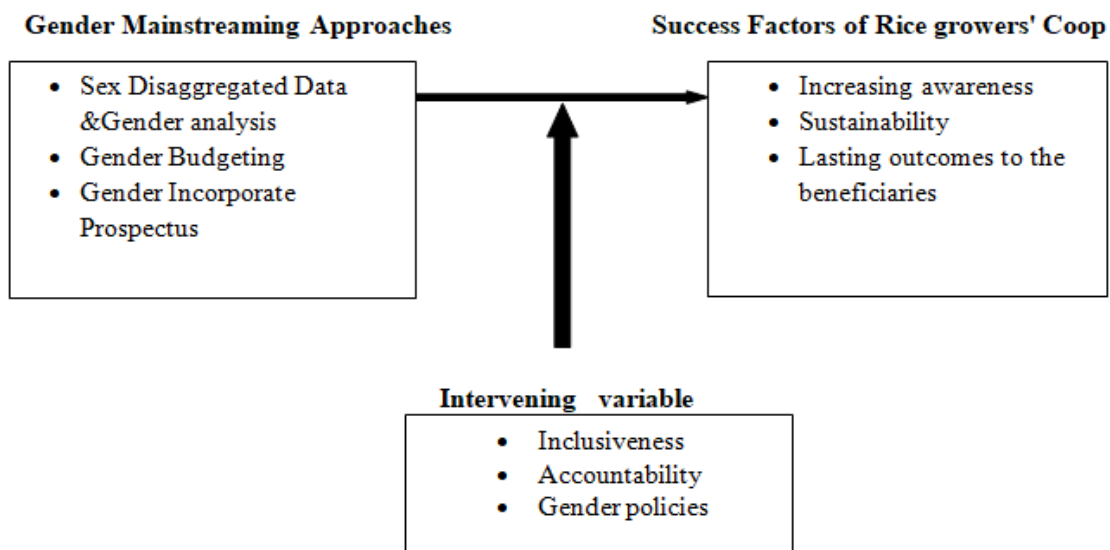 Gender Mainstreaming Approaches
• Sex Disaggregated Data
&Gender analysis
• Gender Budgeting
• Gender Incorporate
Prospectus
Success Factors of Rice growers' Coop
• Increasing awareness
• Sustainability
• Lasting outcomes to the
beneficiaries
Intervening variable
• Inclusiveness
• Accountability
• Gender policies